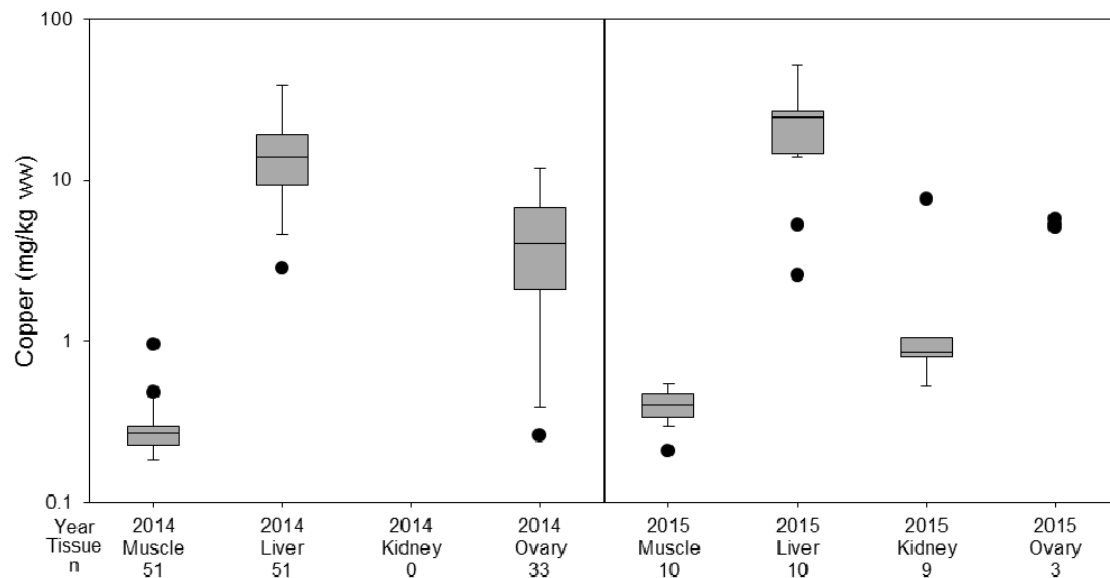 100
10
1
0.1
Copper (mg/kg ww)
Year 2014 2014 2014 2014 2015 2015 2015 2015
Tissue Muscle Liver Kidney Ovary Muscle Liver Kidney Ovary
n 51 51 0 33 10 10 9 3